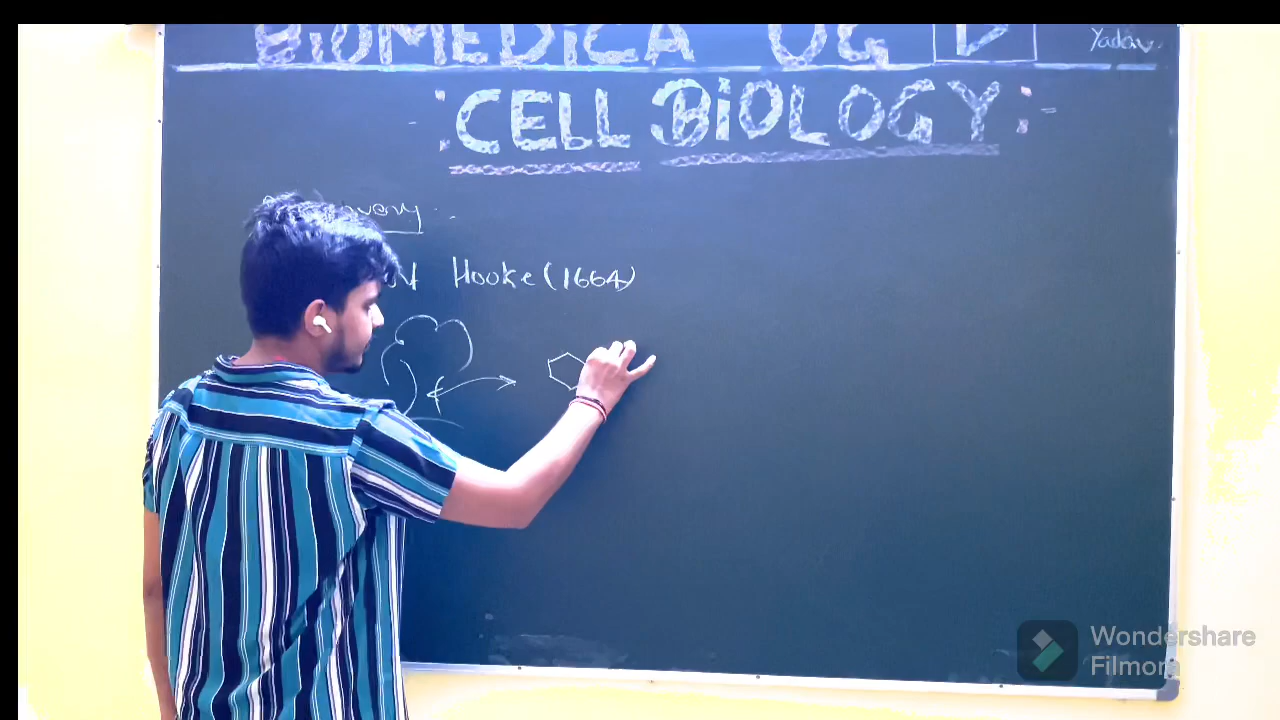 BIOMEDICA UG
Yadav.
: CELL BIOLOGY :
Hooke (1664)
Wondershare
Filmora